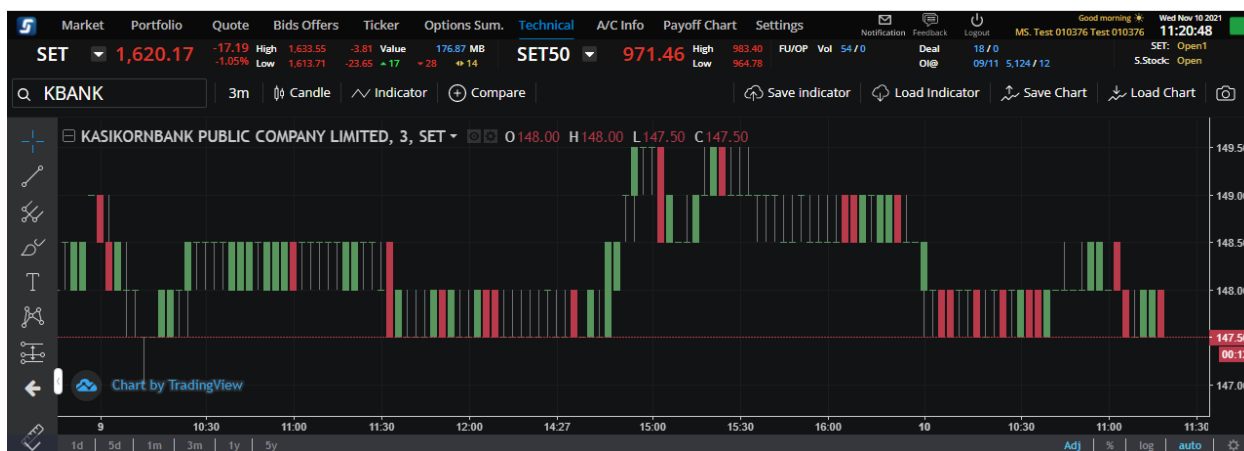 Market Portfolio Quote Bids Offers Ticker Options Sum. Technical A/C Info Payoff Chart Settings Notification Feedback Logout
Good morning
MS. Test 010376 Test 010376
Wed Nov 10 2021
11:20:48
SET: Open1
S.Stock: Open
SET 1,620.17
-17.19 High 1,633.55 -3.81 Value 176.87 MB
-1.05% Low 1,613.71 -23.65 17 28 14
SET50 971.46
High 983.40 FU/OP Vol 54 / 0 Deal 18 / 0
Low 964.78 OI@ 09/11 5,124 / 12
KBANK 3m Candle Indicator Compare Save indicator Load Indicator Save Chart Load Chart
KASIKORNBANK PUBLIC COMPANY LIMITED, 3, SET O148.00 H148.00 L147.50 C147.50
149.50
149.00
148.50
148.00
147.50
147.00
Chart by TradingView
9 10:30 11:00 11:30 12:00 14:27 15:00 15:30 16:00 10 10:30 11:00 11:30
1d 5d 1m 3m 1y 5y Adj % log auto